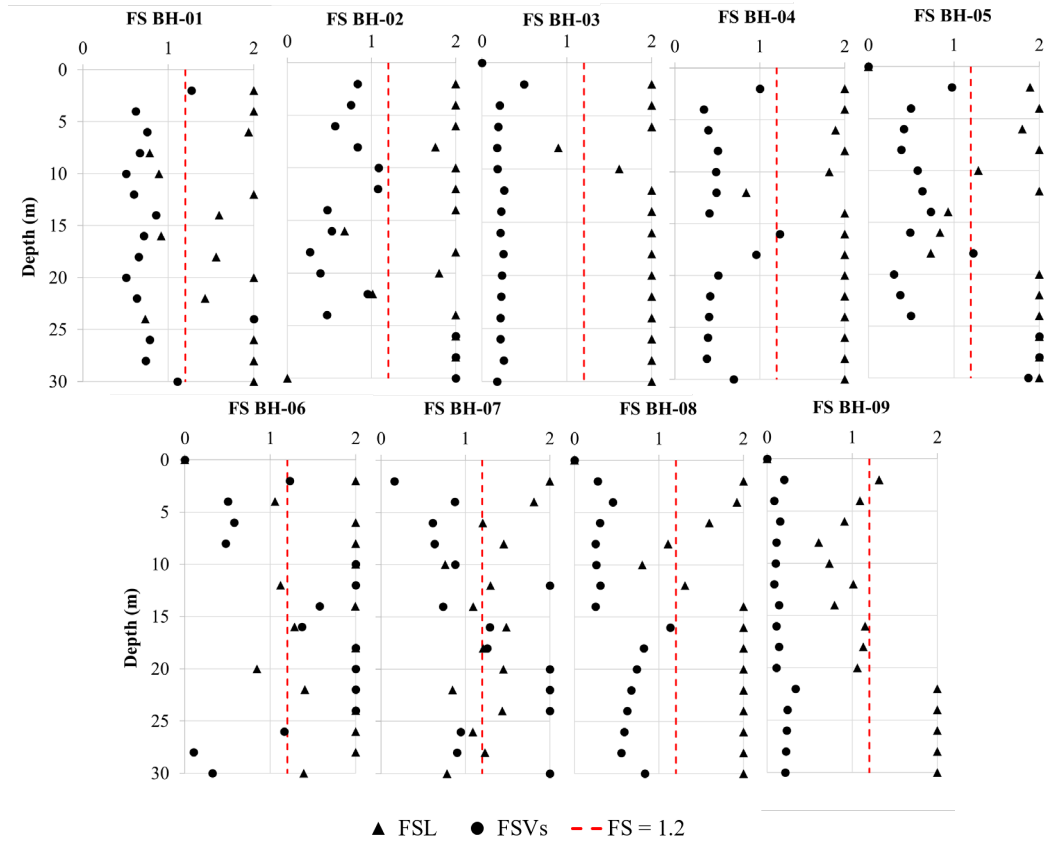 FS BH-01 FS BH-02 FS BH-03 FS BH-04 FS BH-05
0 1 2 0 1 2 0 1 2 0 1 2 0 1 2
0
5
10
15
20
25
30
Depth (m)
FS BH-06 FS BH-07 FS BH-08 FS BH-09
0 1 2 0 1 2 0 1 2 0 1 2
0
5
10
15
20
25
30
Depth (m)
FSL FSVs FS = 1.2